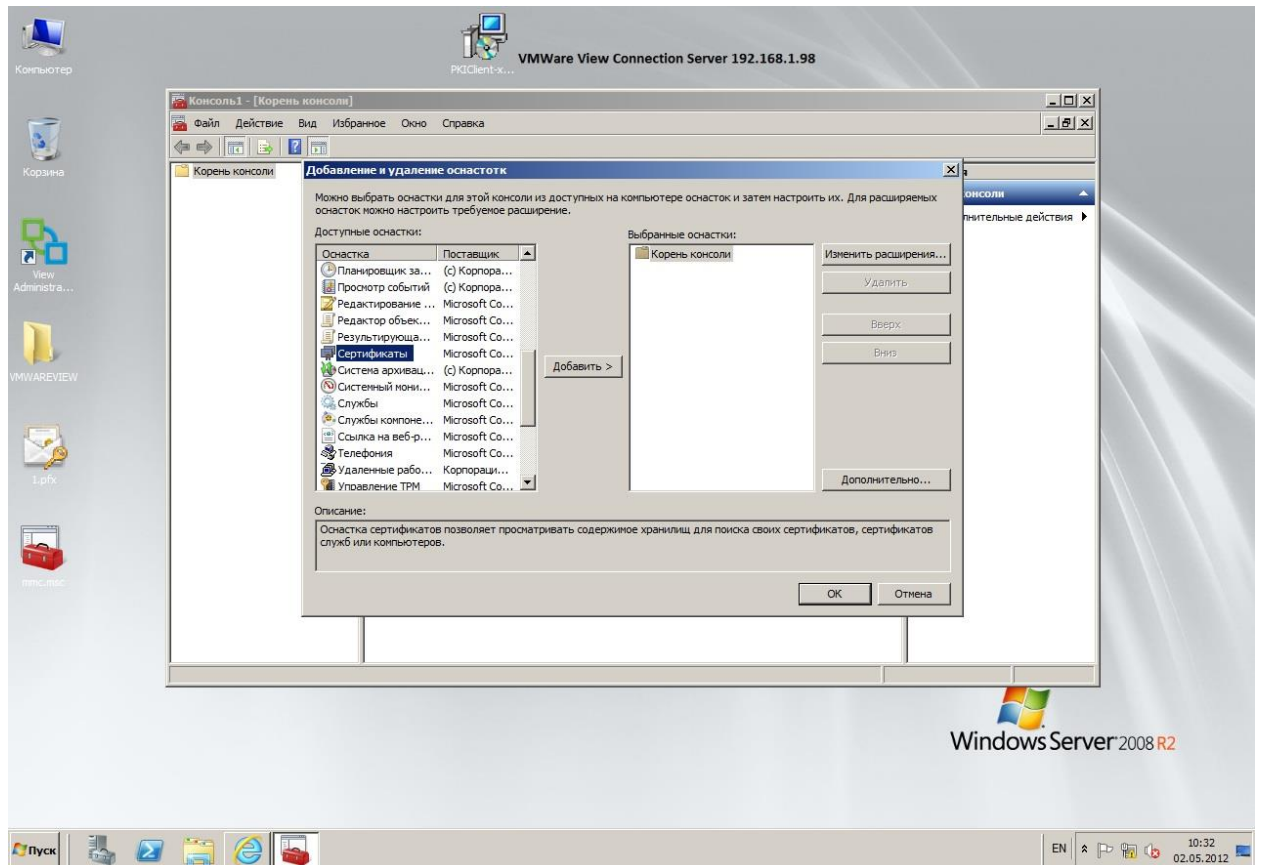 Компьютер
PKIClient-x...
VMWare View Connection Server 192.168.1.98
Консоль1 - [Корень консоли]
Файл Действие Вид Избранное Окно Справка
Корзина
Корень консоли
Добавление и удаление оснастотк
Можно выбрать оснастки для этой консоли из доступных на компьютере оснасток и затем настроить их. Для расширяемых
оснасток можно настроить требуемое расширение.
Доступные оснастки:
Оснастка Поставщик
Планировщик за... (c) Корпора...
Просмотр событий (c) Корпора...
Редактирование ... Microsoft Co...
Редактор объек... Microsoft Co...
Результирующа... Microsoft Co...
Сертификаты Microsoft Co...
Система архивац... (c) Корпора...
Системный мони... Microsoft Co...
Службы Microsoft Co...
Службы компоне... Microsoft Co...
Ссылка на веб-р... Microsoft Co...
Телефония Microsoft Co...
Удаленные рабо... Корпораци...
Управление TPM Microsoft Co...
Добавить >
Выбранные оснастки:
Корень консоли
Изменить расширения...
Удалить
Вверх
Вниз
Дополнительно...
Описание:
Оснастка сертификатов позволяет просматривать содержимое хранилищ для поиска своих сертификатов, сертификатов
служб или компьютеров.
OK Отмена
онсоли
нительные действия
View
Administra...
VMWAREVIEW
1.pfx
mmc.msc
Windows Server 2008 R2
Пуск
EN
10:32
02.05.2012